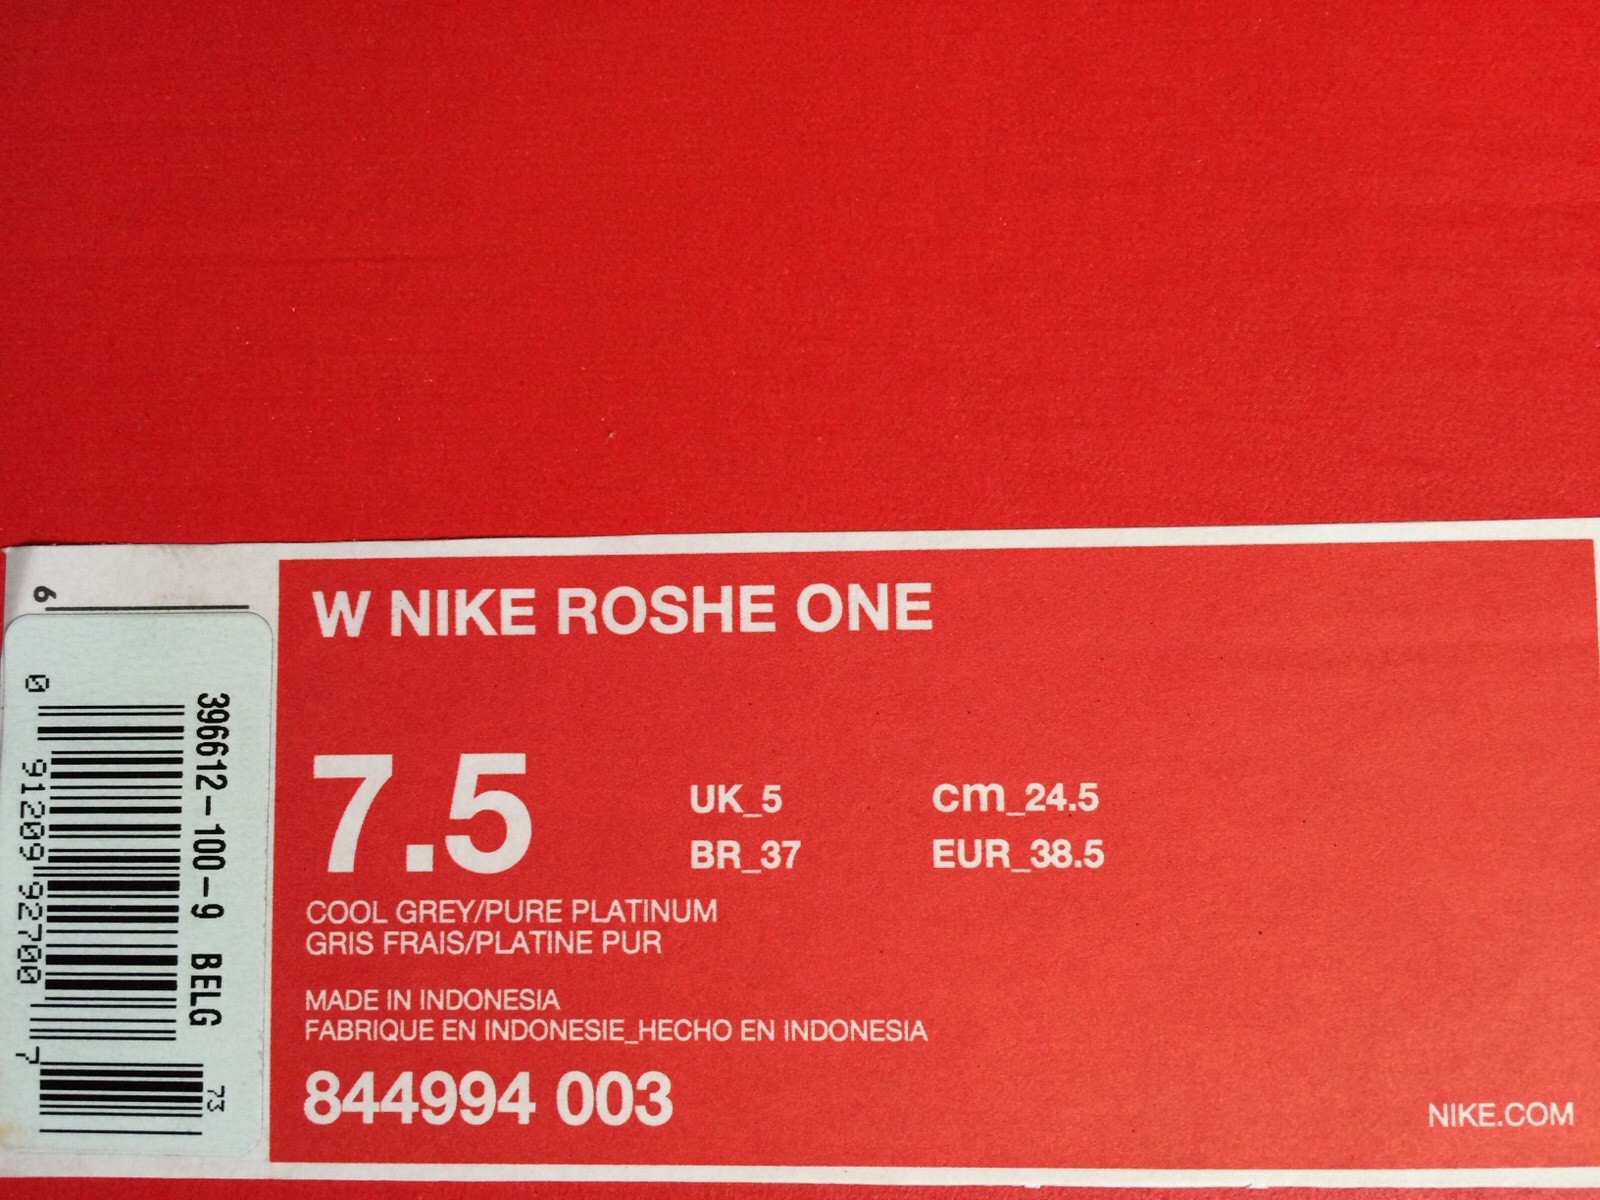 W NIKE ROSHE ONE
7.5
UK_5 cm_24.5
BR_37 EUR_38.5
COOL GREY/PURE PLATINUM
GRIS FRAIS/PLATINE PUR
MADE IN INDONESIA
FABRIQUE EN INDONESIE_HECHO EN INDONESIA
844994 003
NIKE.COM
6
396612-100-9 BELG
0 91209 92700 7
73